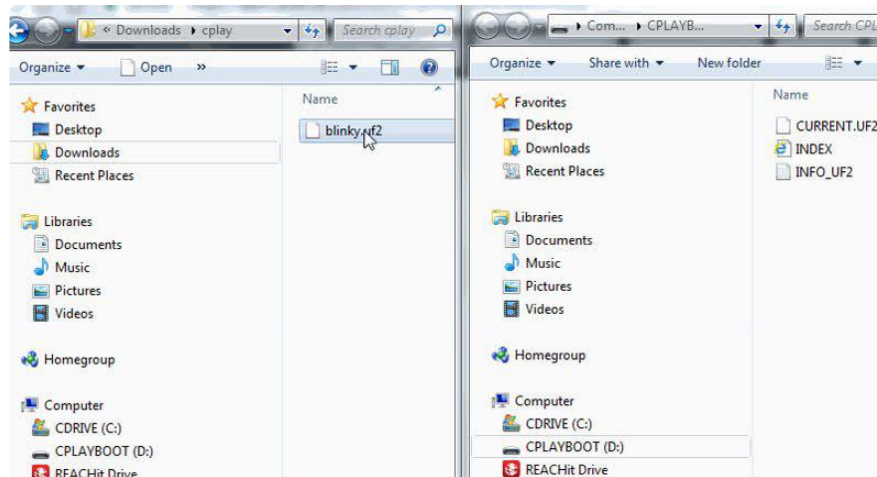 « Downloads ▸ cplay
Search cplay
Organize ▾ Open »
Name
blinky.uf2
Favorites
Desktop
Downloads
Recent Places
Libraries
Documents
Music
Pictures
Videos
Homegroup
Computer
CDRIVE (C:)
CPLAYBOOT (D:)
REACHit Drive
▸ Com... ▸ CPLAYB...
Search CPL
Organize ▾ Share with ▾ New folder
Name
CURRENT.UF2
INDEX
INFO_UF2
Favorites
Desktop
Downloads
Recent Places
Libraries
Documents
Music
Pictures
Videos
Homegroup
Computer
CDRIVE (C:)
CPLAYBOOT (D:)
REACHit Drive